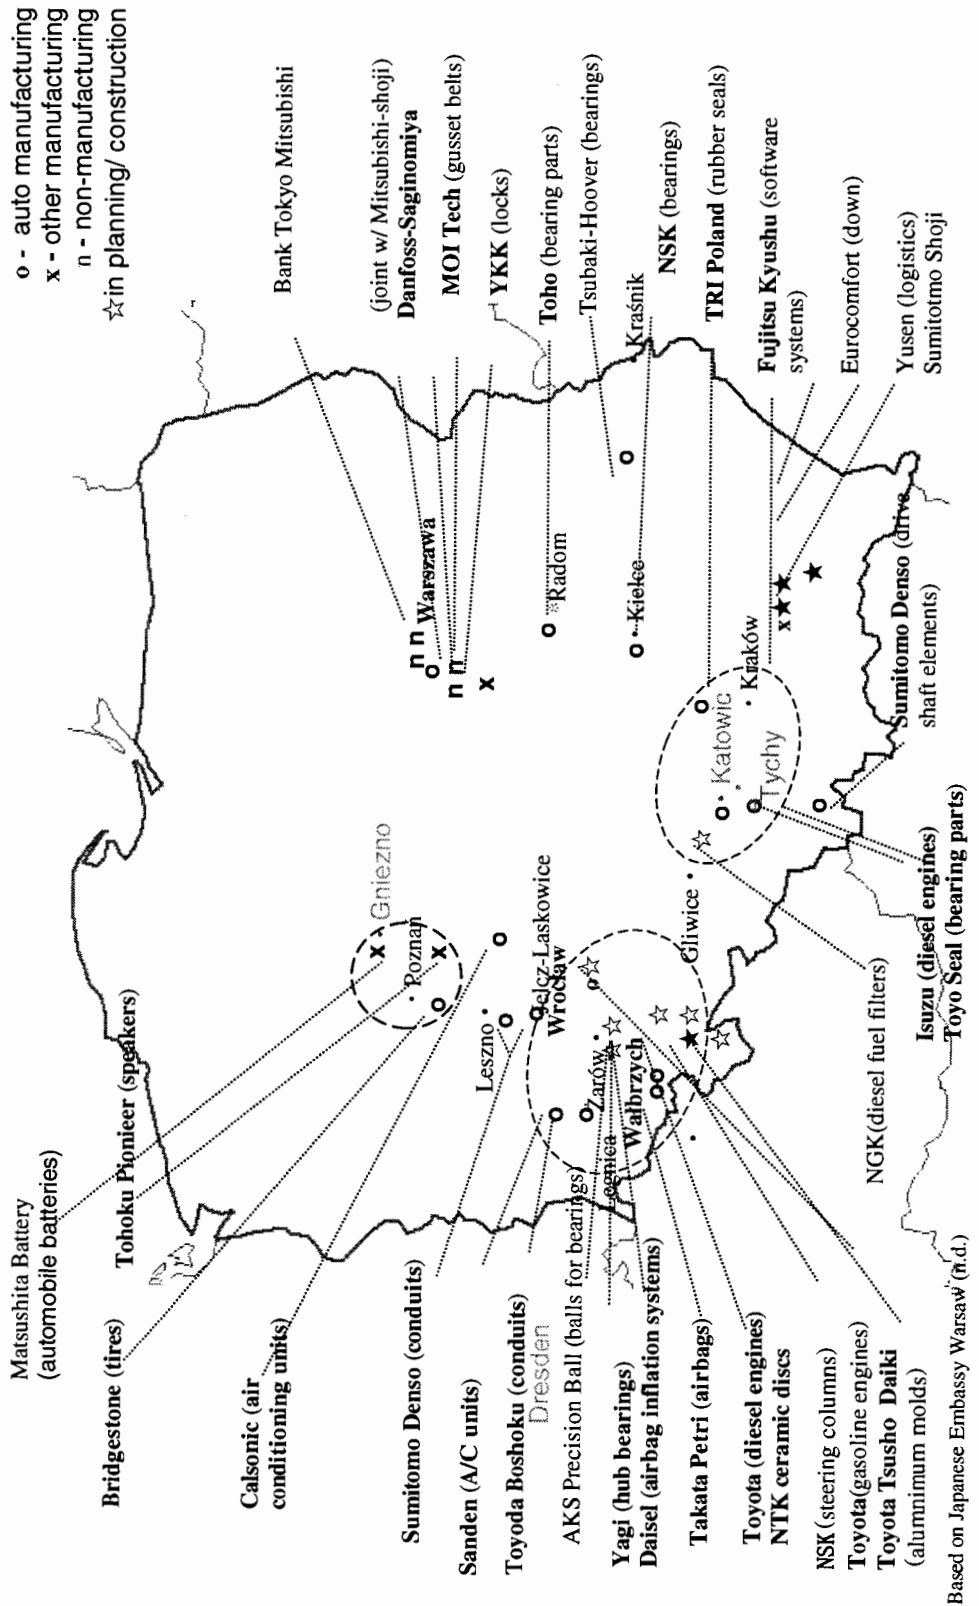 o - auto manufacturing
x - other manufacturing
n - non-manufacturing
☆in planning/ construction
Matsushita Battery
(automobile batteries)
Tohoku Pionieer (speakers)
Bridgestone (tires)
Calsonic (air
conditioning units)
Sumitomo Denso (conduits)
Sanden (A/C units)
Toyoda Boshoku (conduits)
Dresden
AKS Precision Ball (balls for bearings)
Yagi (hub bearings)
Daisel (airbag inflation systems)
Takata Petri (airbags)
Toyota (diesel engines)
NTK ceramic discs
NSK (steering columns)
Toyota(gasoline engines)
Toyota Tsusho Daiki
(alumnimum molds)
Bank Tokyo Mitsubishi
(joint w/ Mitsubishi-shoji)
Danfoss-Saginomiya
MOI Tech (gusset belts)
YKK (locks)
Toho (bearing parts)
Tsubaki-Hoover (bearings)
NSK (bearings)
TRI Poland (rubber seals)
Fujitsu Kyushu (software
systems)
Eurocomfort (down)
Yusen (logistics)
Sumitotmo Shoji
Sumitomo Denso (drive
shaft elements)
Isuzu (diesel engines)
Toyo Seal (bearing parts)
NGK(diesel fuel filters)
Gniezno
Poznań
Warszawa
n n
o
n n
x
Radom
Kraśnik
Kielce
Leszno
Jelcz-Laskowice
Wrocław
Żarów
Wałbrzych
Legnica
Gliwice
Katowic
Tychy
Kraków
x★★
Based on Japanese Embassy Warsaw (n.d.)